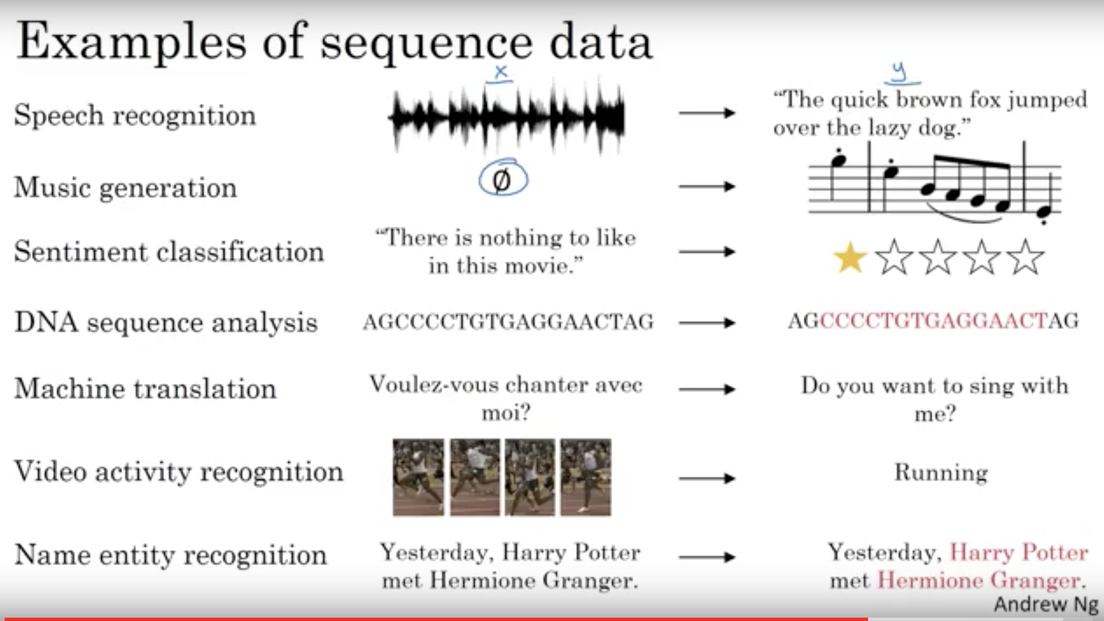 Examples of sequence data
x
y
Speech recognition
“The quick brown fox jumped
over the lazy dog.”
Music generation
∅
Sentiment classification
“There is nothing to like
in this movie.”
DNA sequence analysis
AGCCCCTGTGAGGAACTAG
AGCCCCTGTGAGGAACTAG
Machine translation
Voulez-vous chanter avec
moi?
Do you want to sing with
me?
Video activity recognition
Running
Name entity recognition
Yesterday, Harry Potter
met Hermione Granger.
Yesterday, Harry Potter
met Hermione Granger.
Andrew Ng